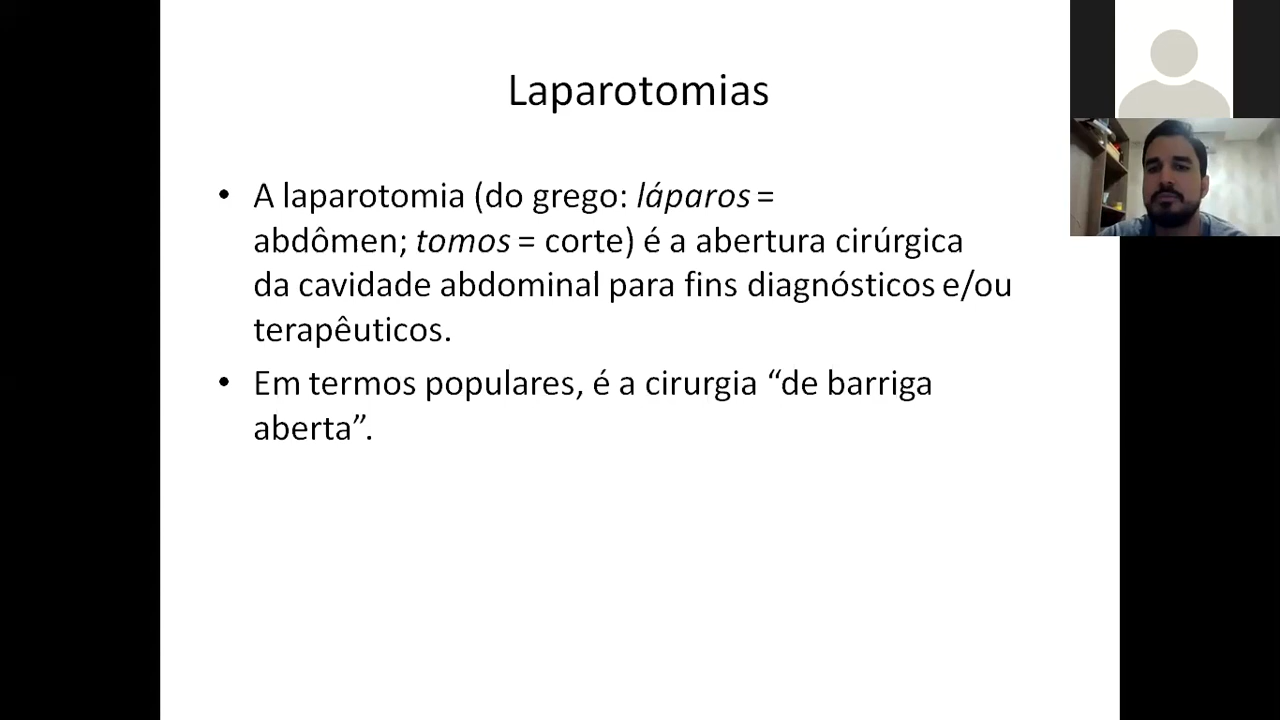 Laparotomias
• A laparotomia (do grego: láparos =
abdômen; tomos = corte) é a abertura cirúrgica
da cavidade abdominal para fins diagnósticos e/ou
terapêuticos.
• Em termos populares, é a cirurgia “de barriga
aberta”.